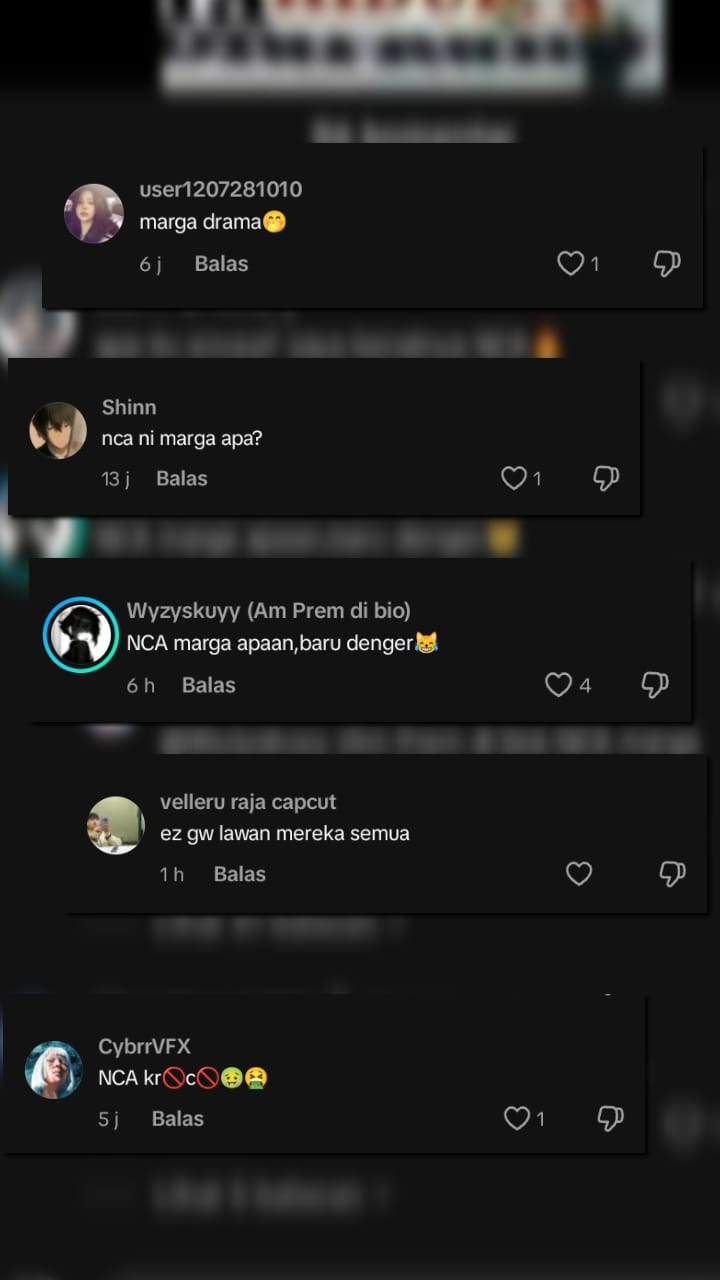 user1207281010
marga drama🤭
6 j Balas 1
Shinn
nca ni marga apa?
13 j Balas 1
Wyzyskuyy (Am Prem di bio)
NCA marga apaan,baru denger😹
6 h Balas 4
velleru raja capcut
ez gw lawan mereka semua
1 h Balas
CybrrVFX
NCA kr🚫c🚫🤢🤮
5 j Balas 1